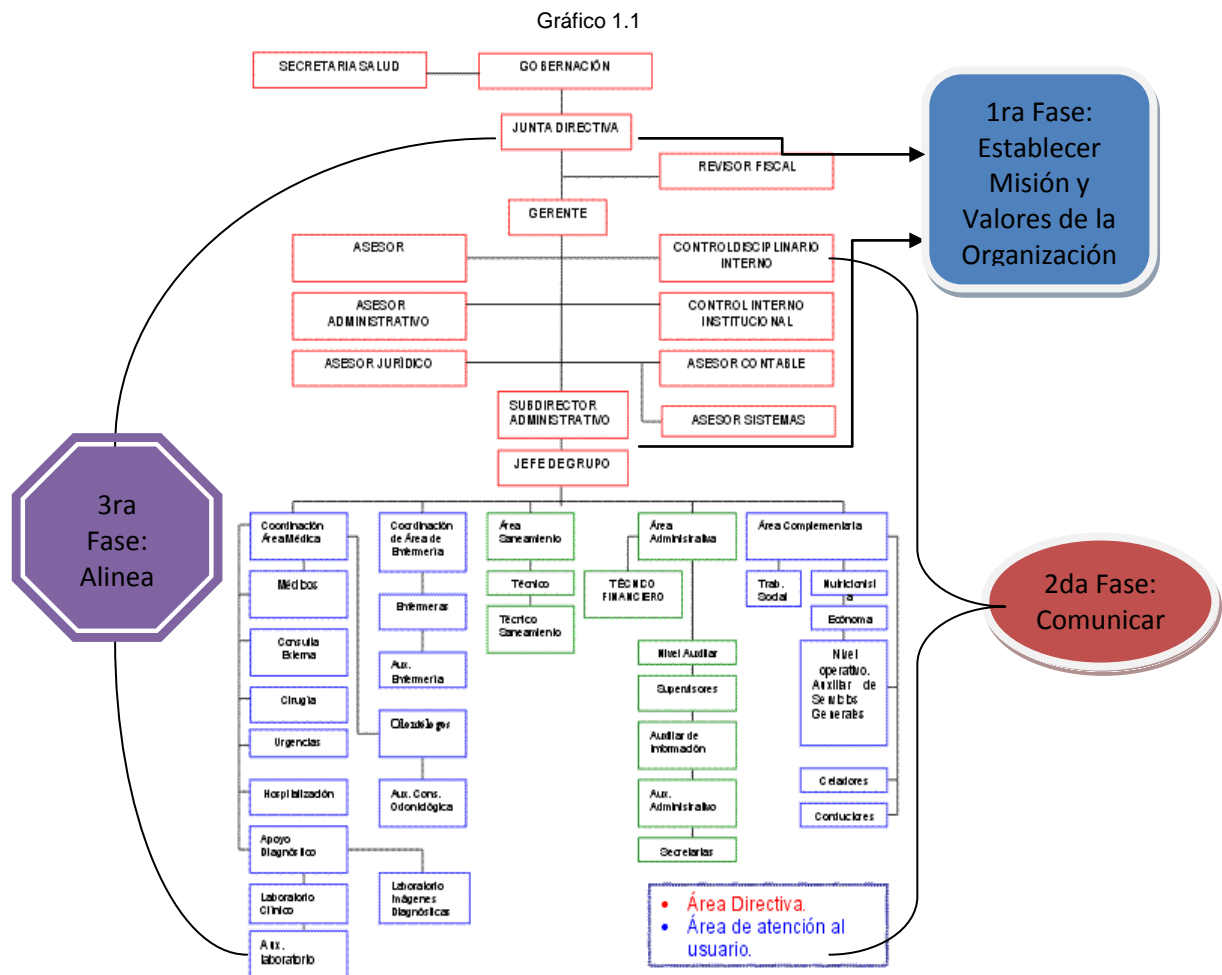 Gráfico 1.1
SECRETARIA SALUD
GOBERNACIÓN
JUNTA DIRECTIVA
REVISOR FISCAL
GERENTE
ASESOR
CONTROLDISCIPLINARIO
INTERNO
ASESOR
ADMINISTRATIVO
CONTROL INTERNO
INSTITUCIONAL
ASESOR JURÍDICO
ASESOR CONTABLE
SUBDIRECTOR
ADMINISTRATIVO
ASESOR SISTEMAS
JEFE DE GRUPO
1ra Fase:
Establecer
Misión y
Valores de la
Organización
3ra
Fase:
Alinea
2da Fase:
Comunicar
Coordinación
Área Médica
Médicos
Consulta
Externa
Cirugía
Urgencias
Hospitalización
Apoyo
Diagnóstico
Laboratorio
Clínico
Aux.
laboratorio
Coordinación
de Área de
Enfermería
Enfermeras
Aux.
Enfermería
Odontólogos
Aux. Cons.
Odontológica
Laboratorio
Imágenes
Diagnósticas
Área
Saneamiento
Técnico
Técnico
Saneamiento
Área
Administrativa
TÉCNICO
FINANCIERO
Nivel Auxiliar
Supervisores
Auxiliar de
Información
Aux.
Administrativo
Secretarias
Área Complementaria
Trab.
Social
Nutricionist
a
Ecónoma
Nivel
operativo.
Auxiliar de
Servicios
Generales
Celadores
Conductores
• Área Directiva.
• Área de atención al
usuario.